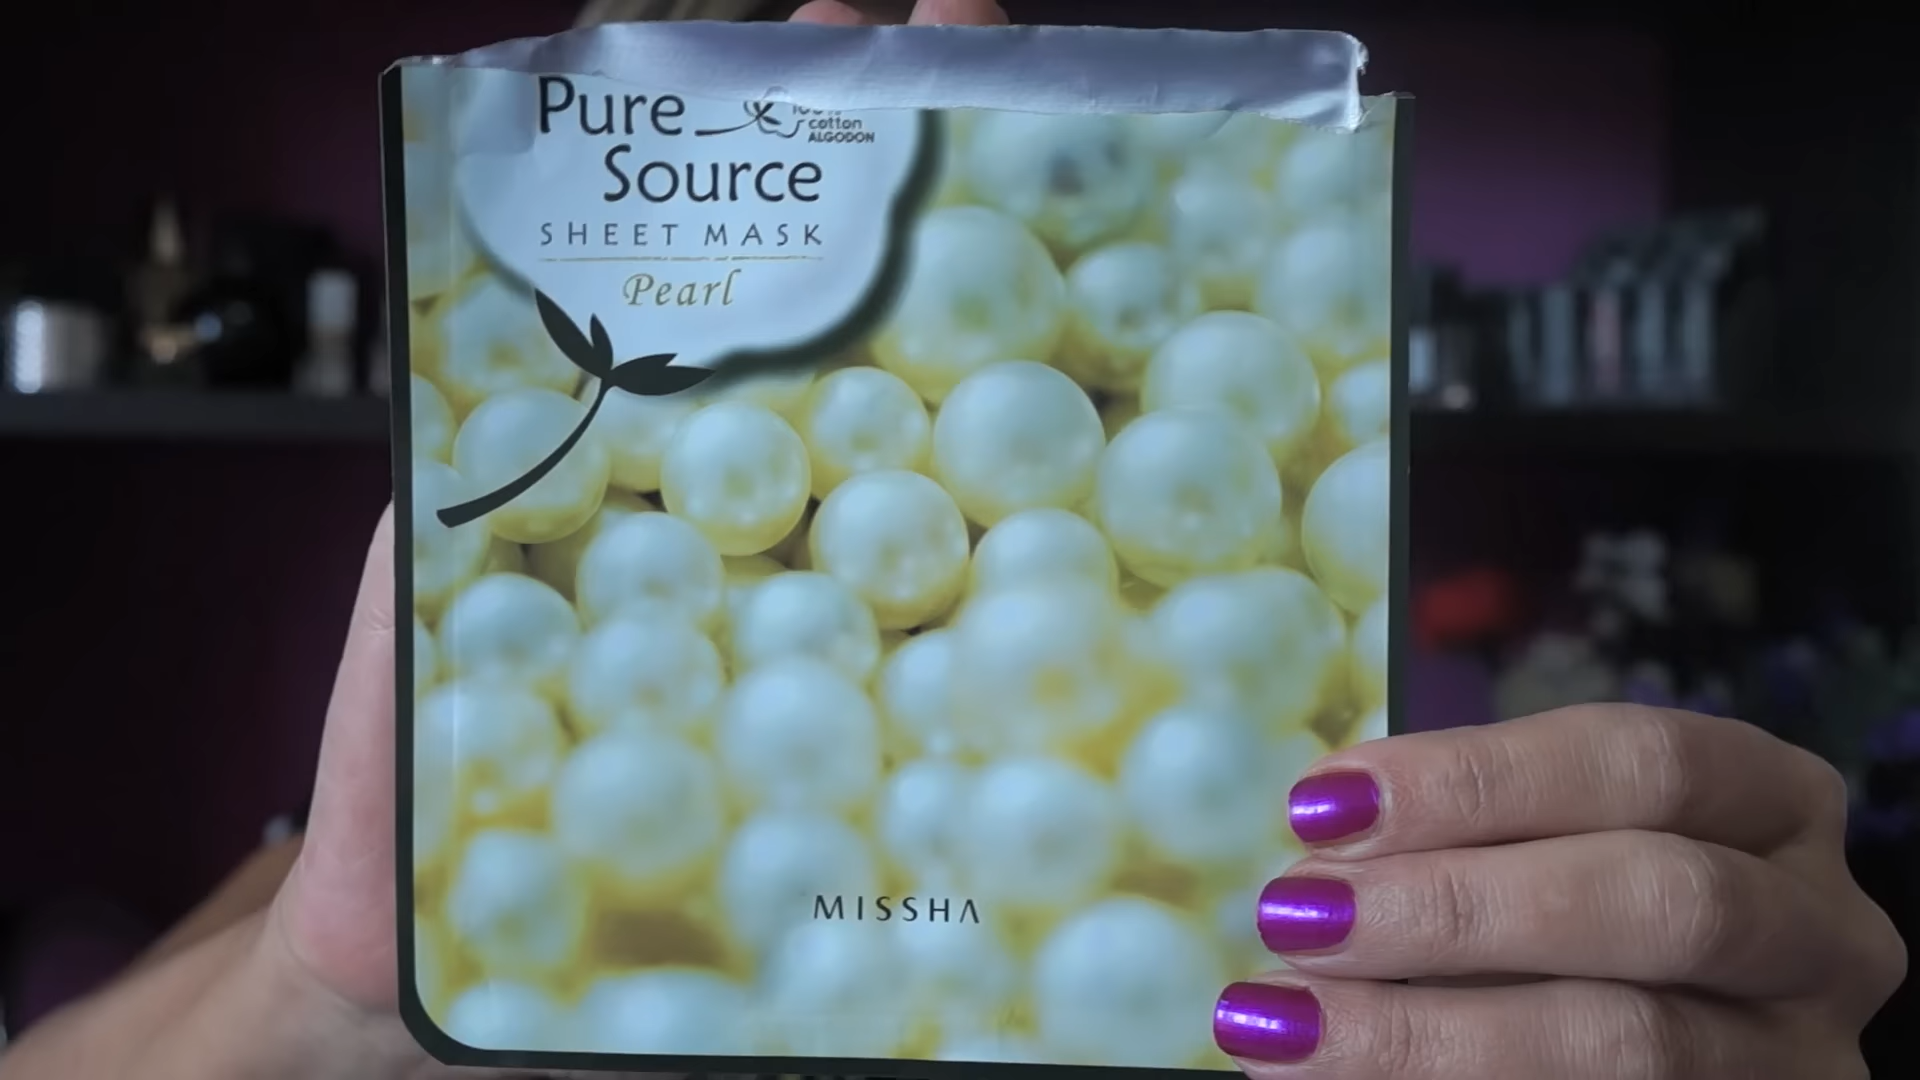 Pure
cotton
ALGODON
Source
SHEET MASK
Pearl
MISSHA